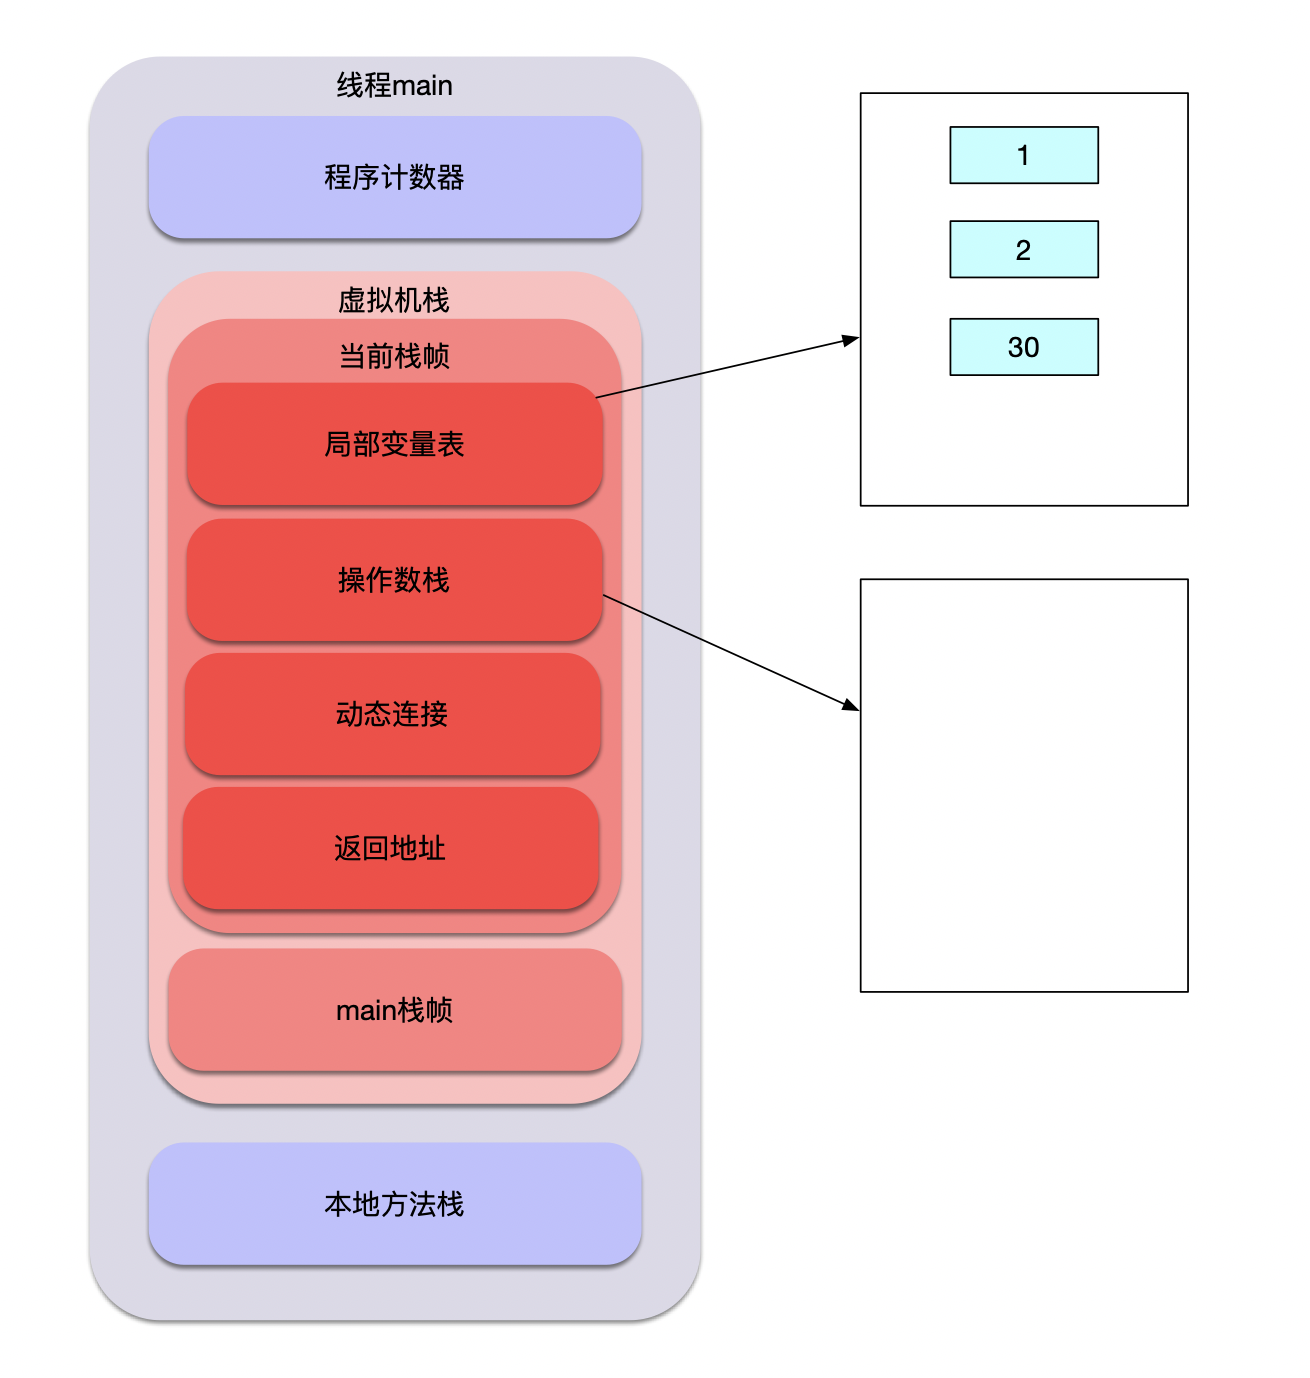 线程main
程序计数器
虚拟机栈
当前栈帧
局部变量表
操作数栈
动态连接
返回地址
main栈帧
本地方法栈
1
2
30